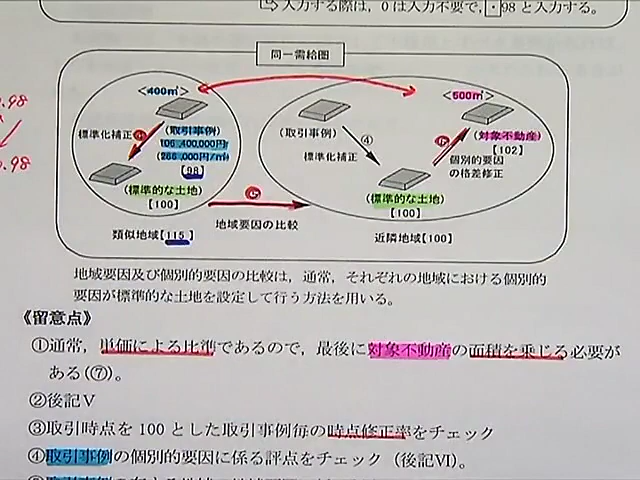 入力する際は，0は入力不要で，・98と入力する。
同一需給圏
<400㎡>
<500㎡>
0.98
標準化補正
(取引事例)
106,400,000円
(266,000円/㎡)
【98】
(標準的な土地)
【100】
類似地域【115】
地域要因の比較
(取引事例)
④
標準化補正
(対象不動産)
【102】
個別的要因
の格差修正
(標準的な土地)
【100】
近隣地域【100】
地域要因及び個別的要因の比較は，通常，それぞれの地域における個別的
要因が標準的な土地を設定して行う方法を用いる。
《留意点》
①通常，単価による比準であるので，最後に対象不動産の面積を乗じる必要が
ある(⑦)。
②後記Ⅴ
③取引時点を100とした取引事例毎の時点修正率をチェック
④取引事例の個別的要因に係る評点をチェック（後記Ⅵ）。